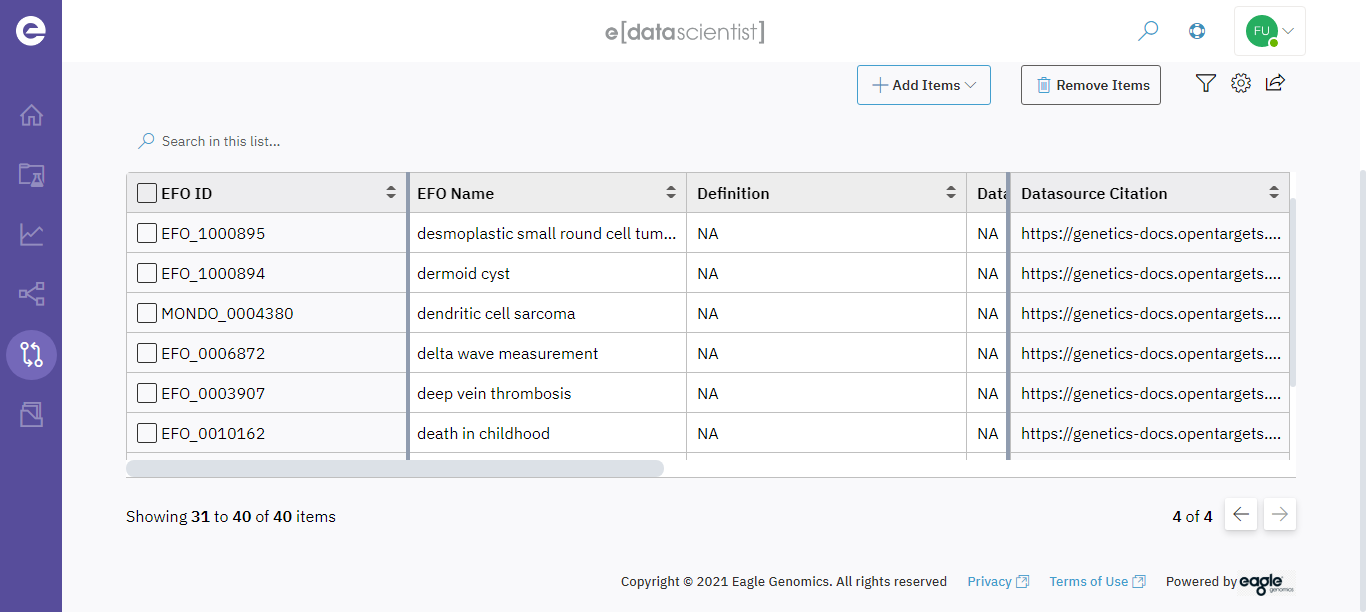 e
e[datascientist]
FU
Add Items
Remove Items
Search in this list...
EFO ID EFO Name Definition Data Datasource Citation
EFO_1000895 desmoplastic small round cell tum... NA NA https://genetics-docs.opentargets....
EFO_1000894 dermoid cyst NA NA https://genetics-docs.opentargets....
MONDO_0004380 dendritic cell sarcoma NA NA https://genetics-docs.opentargets....
EFO_0006872 delta wave measurement NA NA https://genetics-docs.opentargets....
EFO_0003907 deep vein thrombosis NA NA https://genetics-docs.opentargets....
EFO_0010162 death in childhood NA NA https://genetics-docs.opentargets....
Showing 31 to 40 of 40 items 4 of 4
Copyright © 2021 Eagle Genomics. All rights reserved Privacy Terms of Use Powered by eagle genomics